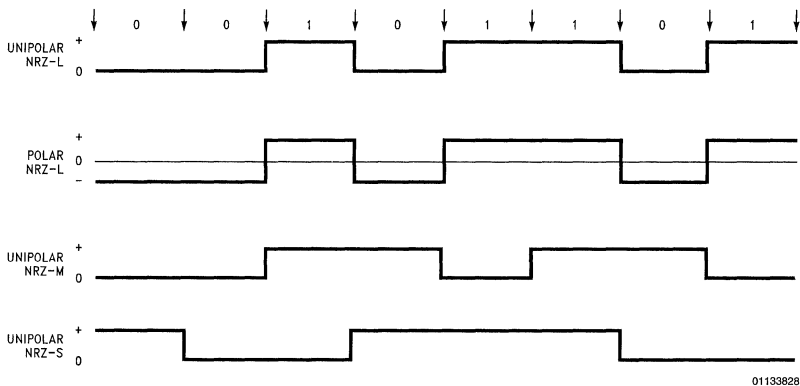 0 0 1 0 1 1 0 1
UNIPOLAR
NRZ-L
+
0
POLAR
NRZ-L
+
0
-
UNIPOLAR
NRZ-M
+
0
UNIPOLAR
NRZ-S
+
0
01133828